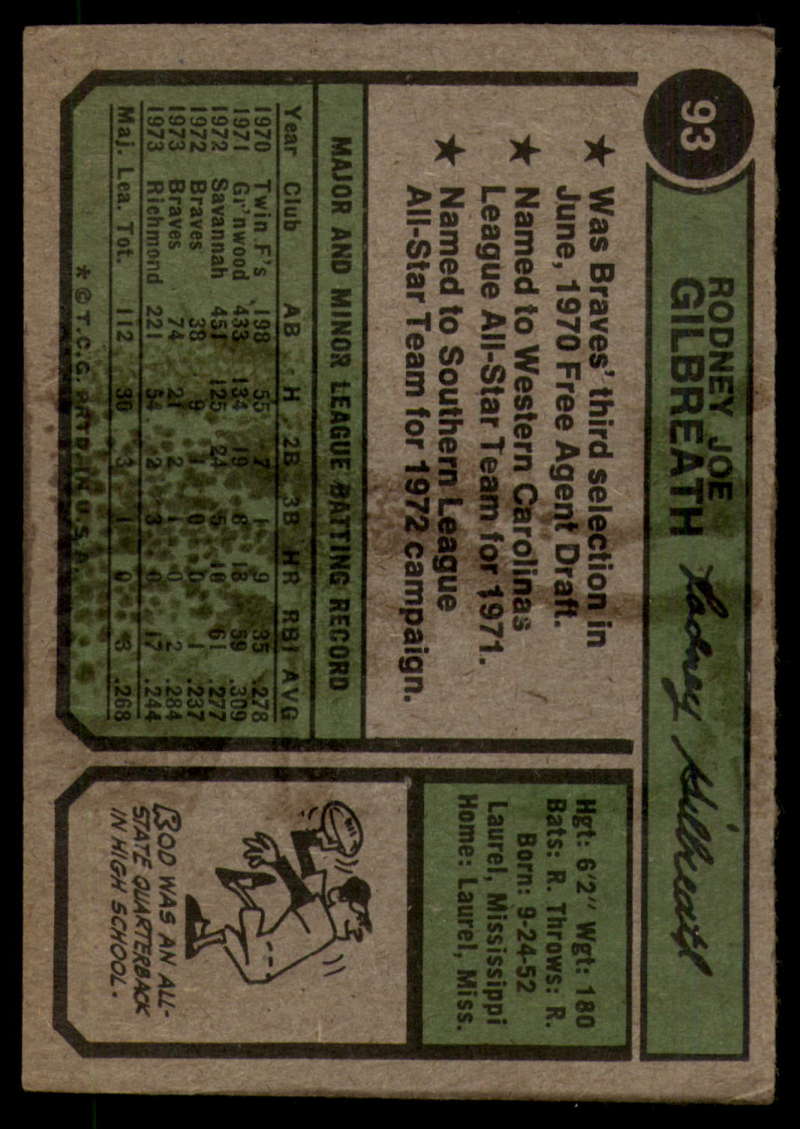 93
RODNEY JOE
GILBREATH
Rodney Gilbreath
★ Was Braves' third selection in
June, 1970 Free Agent Draft.
★ Named to Western Carolinas
League All-Star Team for 1971.
★ Named to Southern League
All-Star Team for 1972 campaign.
MAJOR AND MINOR LEAGUE BATTING RECORD
Year Club AB H 2B 3B HR RBI AVG
1970 Twin F's 198 55 7 1 9 35 .278
1971 Gr'nwood 433 134 19 8 18 59 .309
1972 Savannah 451 125 24 5 16 61 .277
1972 Braves 38 9 1 0 0 1 .237
1973 Braves 74 21 2 1 0 2 .284
1973 Richmond 221 54 2 3 0 17 .244
Maj. Lea. Tot. 112 30 3 1 0 3 .268
* © T.C.G. PRTD. IN U.S.A.
Hgt: 6'2" Wgt: 180
Bats: R. Throws: R.
Born: 9-24-52
Laurel, Mississippi
Home: Laurel, Miss.
ROD WAS AN ALL-
STATE QUARTERBACK
IN HIGH SCHOOL.